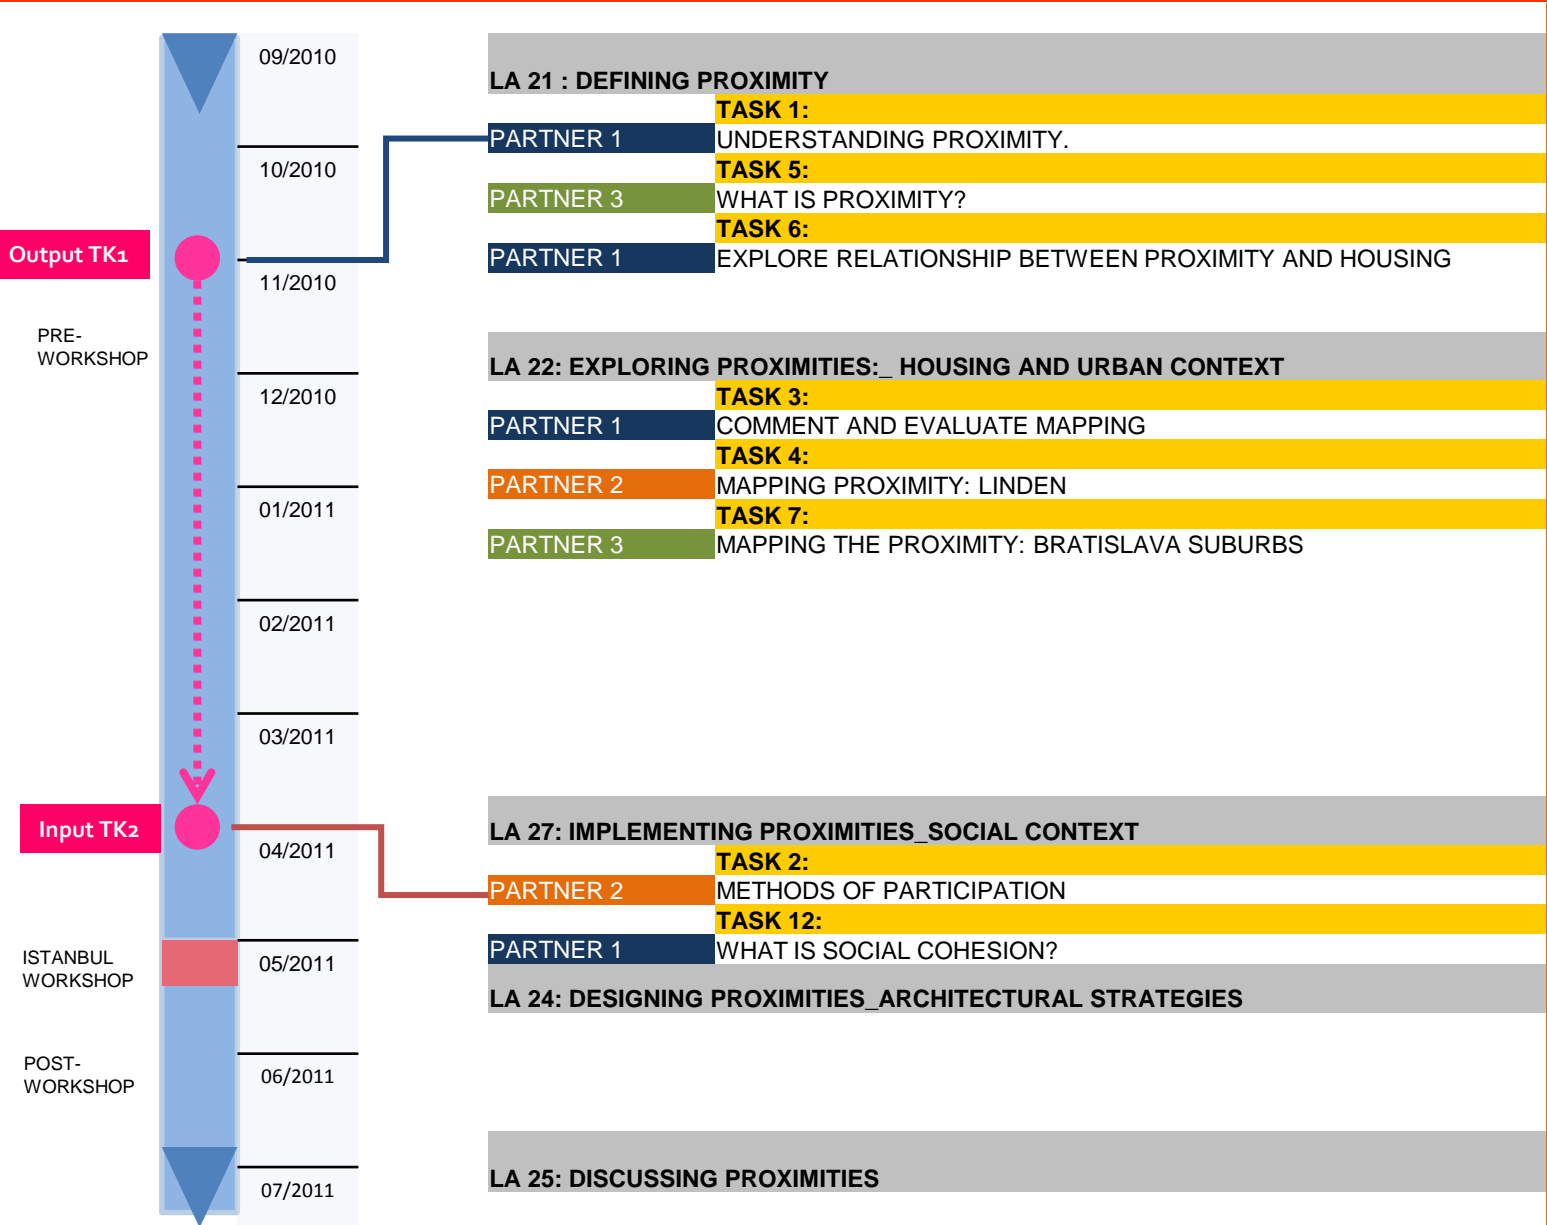 09/2010
10/2010
Output TK1
11/2010
PRE-
WORKSHOP
12/2010
01/2011
02/2011
03/2011
Input TK2
04/2011
ISTANBUL
WORKSHOP
05/2011
POST-
WORKSHOP
06/2011
07/2011
LA 21 : DEFINING PROXIMITY
TASK 1:
PARTNER 1 UNDERSTANDING PROXIMITY.
TASK 5:
PARTNER 3 WHAT IS PROXIMITY?
TASK 6:
PARTNER 1 EXPLORE RELATIONSHIP BETWEEN PROXIMITY AND HOUSING
LA 22: EXPLORING PROXIMITIES:_ HOUSING AND URBAN CONTEXT
TASK 3:
PARTNER 1 COMMENT AND EVALUATE MAPPING
TASK 4:
PARTNER 2 MAPPING PROXIMITY: LINDEN
TASK 7:
PARTNER 3 MAPPING THE PROXIMITY: BRATISLAVA SUBURBS
LA 27: IMPLEMENTING PROXIMITIES_SOCIAL CONTEXT
TASK 2:
PARTNER 2 METHODS OF PARTICIPATION
TASK 12:
PARTNER 1 WHAT IS SOCIAL COHESION?
LA 24: DESIGNING PROXIMITIES_ARCHITECTURAL STRATEGIES
LA 25: DISCUSSING PROXIMITIES